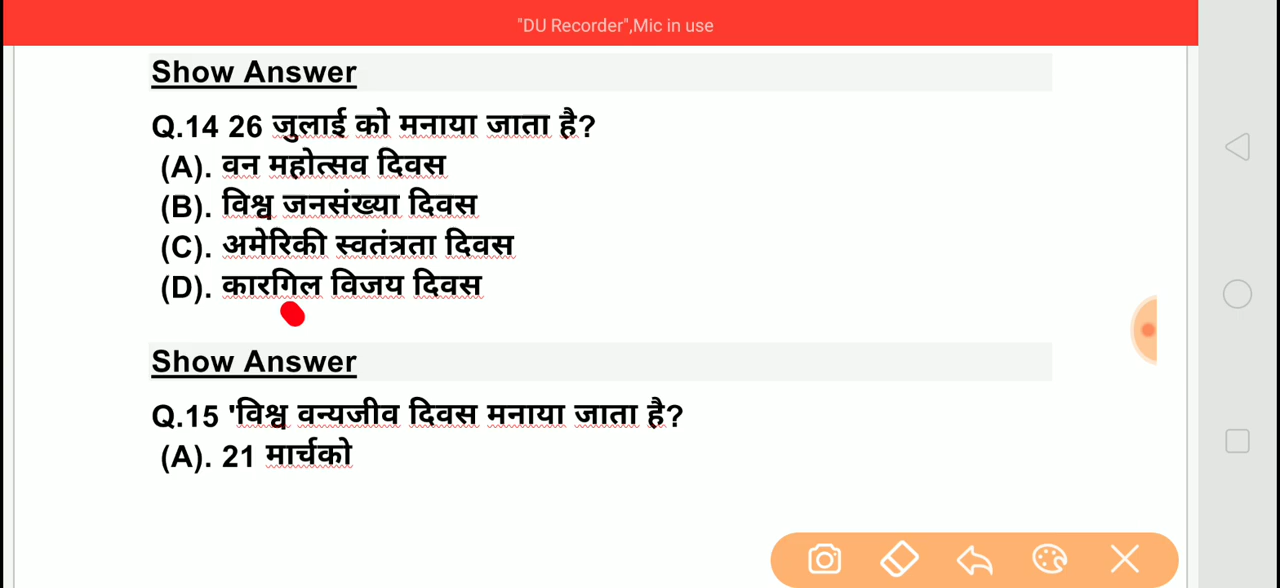 "DU Recorder",Mic in use
Show Answer
Q.14 26 जुलाई को मनाया जाता है?
(A). वन महोत्सव दिवस
(B). विश्व जनसंख्या दिवस
(C). अमेरिकी स्वतंत्रता दिवस
(D). कारगिल विजय दिवस
Show Answer
Q.15 'विश्व वन्यजीव दिवस मनाया जाता है?
(A). 21 मार्चको